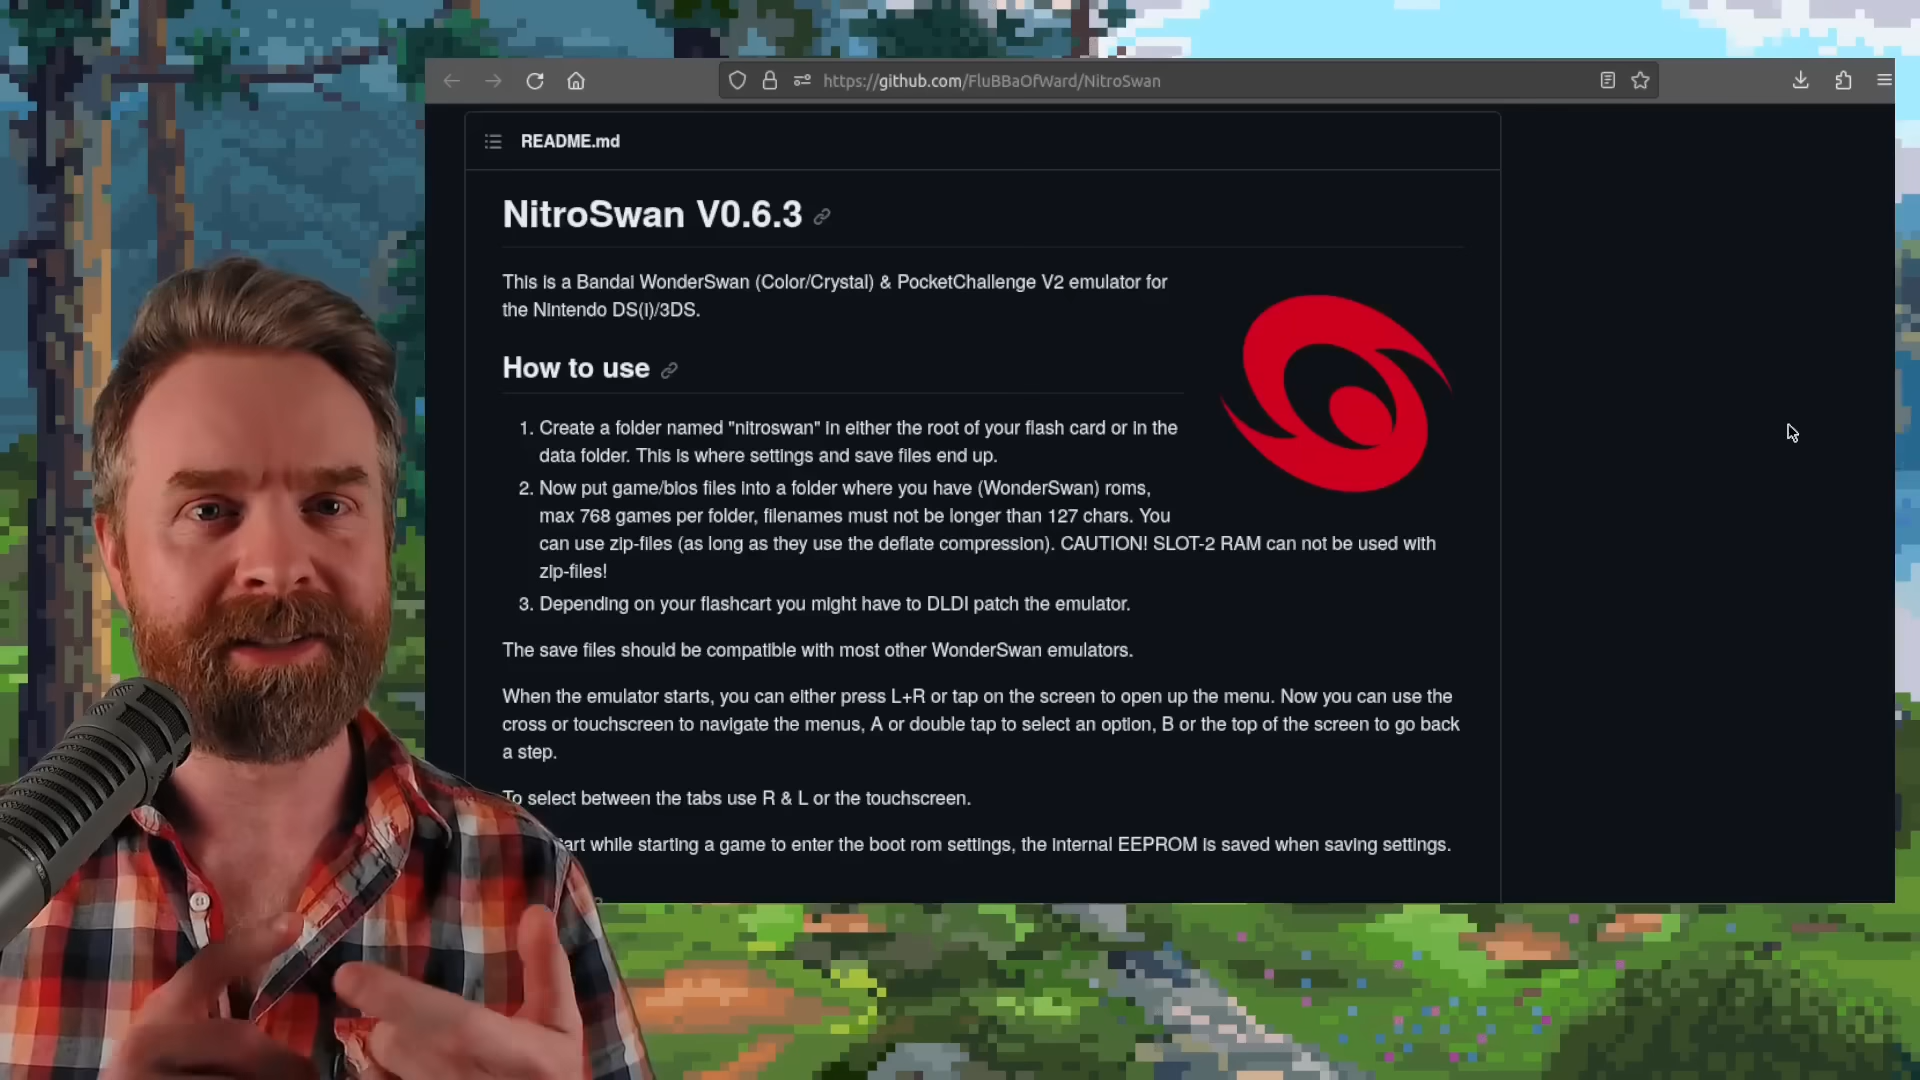 https://github.com/FluBBaOfWard/NitroSwan
README.md
NitroSwan V0.6.3
This is a Bandai WonderSwan (Color/Crystal) & PocketChallenge V2 emulator for
the Nintendo DS(i)/3DS.
How to use
1. Create a folder named "nitroswan" in either the root of your flash card or in the
data folder. This is where settings and save files end up.
2. Now put game/bios files into a folder where you have (WonderSwan) roms,
max 768 games per folder, filenames must not be longer than 127 chars. You
can use zip-files (as long as they use the deflate compression). CAUTION! SLOT-2 RAM can not be used with
zip-files!
3. Depending on your flashcart you might have to DLDI patch the emulator.
The save files should be compatible with most other WonderSwan emulators.
When the emulator starts, you can either press L+R or tap on the screen to open up the menu. Now you can use the
cross or touchscreen to navigate the menus, A or double tap to select an option, B or the top of the screen to go back
a step.
To select between the tabs use R & L or the touchscreen.
art while starting a game to enter the boot rom settings, the internal EEPROM is saved when saving settings.